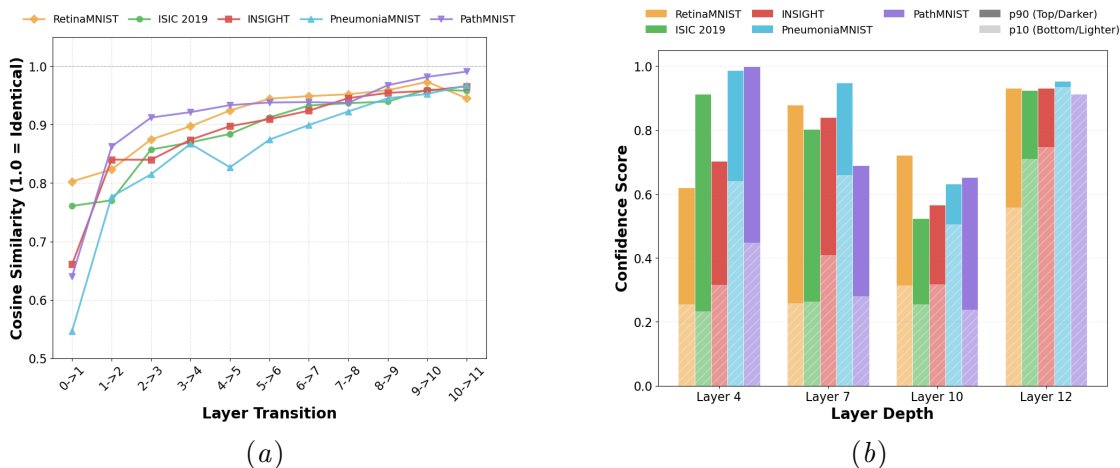 RetinaMNIST ISIC 2019 INSIGHT PneumoniaMNIST PathMNIST
Cosine Similarity (1.0 = Identical)
1.0
0.9
0.8
0.7
0.6
0.5
0->1 1->2 2->3 3->4 4->5 5->6 6->7 7->8 8->9 9->10 10->11
Layer Transition
(a)
RetinaMNIST INSIGHT PathMNIST p90 (Top/Darker)
ISIC 2019 PneumoniaMNIST p10 (Bottom/Lighter)
Confidence Score
1.0
0.8
0.6
0.4
0.2
0.0
Layer 4 Layer 7 Layer 10 Layer 12
Layer Depth
(b)